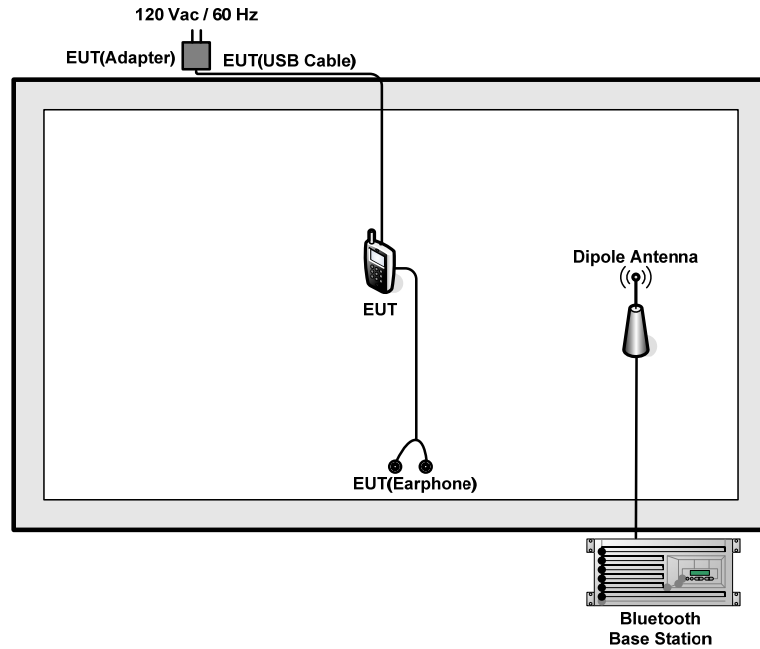 120 Vac / 60 Hz
EUT(Adapter)
EUT(USB Cable)
Dipole Antenna
EUT
EUT(Earphone)
Bluetooth
Base Station